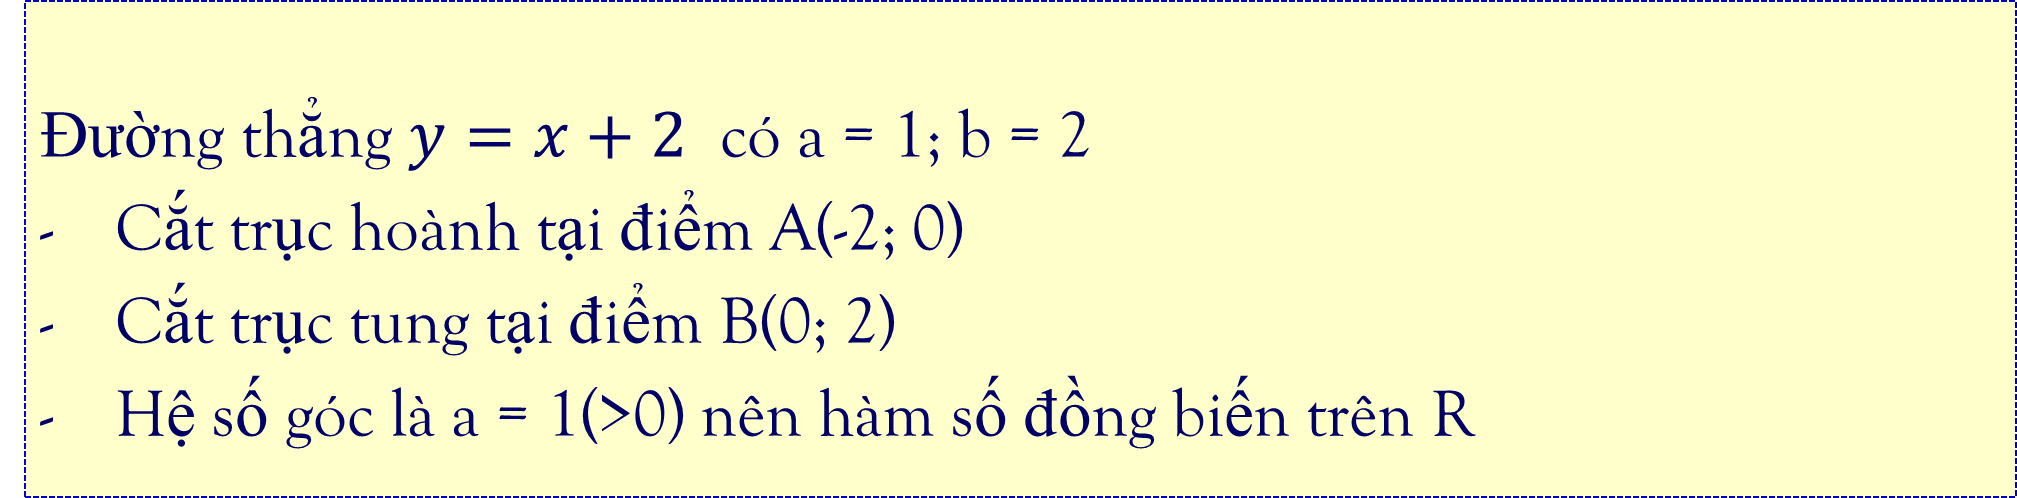 Đường thẳng y = x + 2 có a = 1; b = 2
- Cắt trục hoành tại điểm A(-2; 0)
- Cắt trục tung tại điểm B(0; 2)
- Hệ số góc là a = 1(>0) nên hàm số đồng biến trên R